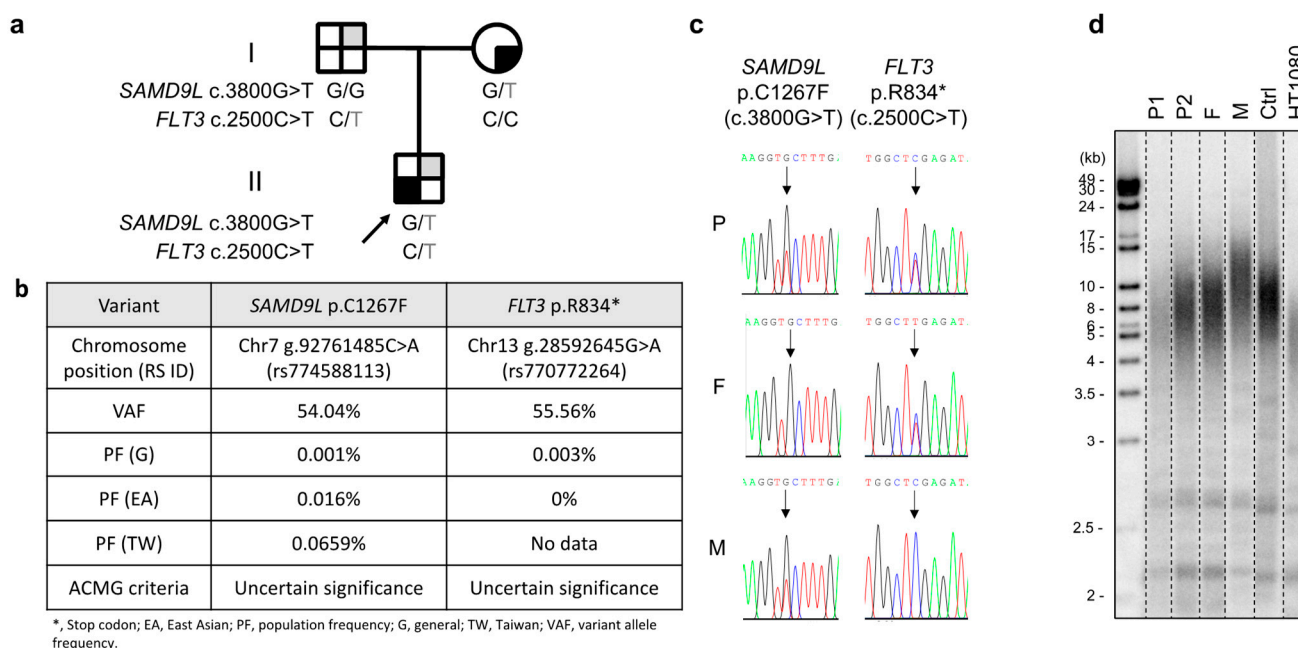 a
I
SAMD9L c.3800G>T G/G G/T
FLT3 c.2500C>T C/T C/C
II
SAMD9L c.3800G>T G/T
FLT3 c.2500C>T C/T
b
Variant SAMD9L p.C1267F FLT3 p.R834*
Chromosome position (RS ID) Chr7 g.92761485C>A (rs774588113) Chr13 g.28592645G>A (rs770772264)
VAF 54.04% 55.56%
PF (G) 0.001% 0.003%
PF (EA) 0.016% 0%
PF (TW) 0.0659% No data
ACMG criteria Uncertain significance Uncertain significance
*, Stop codon; EA, East Asian; PF, population frequency; G, general; TW, Taiwan; VAF, variant allele
frequency.
c
SAMD9L FLT3
p.C1267F p.R834*
(c.3800G>T) (c.2500C>T)
AAGGTGCTTTG TGGCTCGAGAT
P
AAGGTGCTTTG TGGCTTGAGAT
F
AAGGTGCTTTG TGGCTCGAGAT
M
d
P1 P2 F M Ctrl HT1080
(kb)
49 -
30 -
24 -
17 -
15 -
10 -
8 -
6 -
5 -
4 -
3.5 -
3 -
2.5 -
2 -